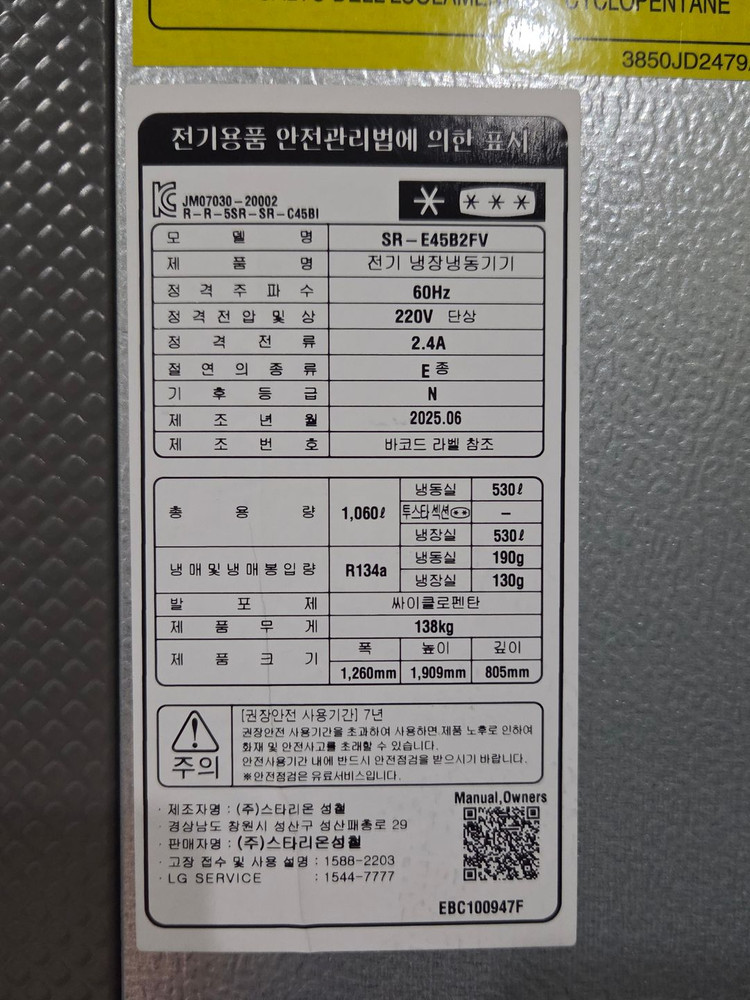 CYCLOPENTANE
3850JD2479
전기용품 안전관리법에 의한 표시
JM07030-20002
R-R-5SR-SR-C45BI
모 델 명 SR-E45B2FV
제 품 명 전기 냉장냉동기기
정 격 주 파 수 60Hz
정 격 전 압 및 상 220V 단상
정 격 전 류 2.4A
절 연 의 종 류 E 종
기 후 등 급 N
제 조 년 월 2025.06
제 조 번 호 바코드 라벨 참조
총 용 량 1,060ℓ 냉동실 530ℓ
투스타섹션 -
냉장실 530ℓ
냉 매 및 냉 매 봉 입 량 R134a 냉동실 190g
냉장실 130g
발 포 제 싸이클로펜탄
제 품 무 게 138kg
제 품 크 기 폭 높이 깊이
1,260mm 1,909mm 805mm
[권장안전 사용기간] 7년
권장안전 사용기간을 초과하여 사용하면 제품 노후로 인하여
화재 및 안전사고를 초래할 수 있습니다.
안전사용기간 내에 반드시 안전점검을 받으시기 바랍니다.
※안전점검은 유료서비스입니다.
주의
Manual,Owners
· 제조자명 : (주)스타리온 성철
· 경상남도 창원시 성산구 성산패총로 29
· 판매자명 : (주)스타리온성철
· 고장 접수 및 사용 설명 : 1588-2203
· LG SERVICE : 1544-7777
EBC100947F